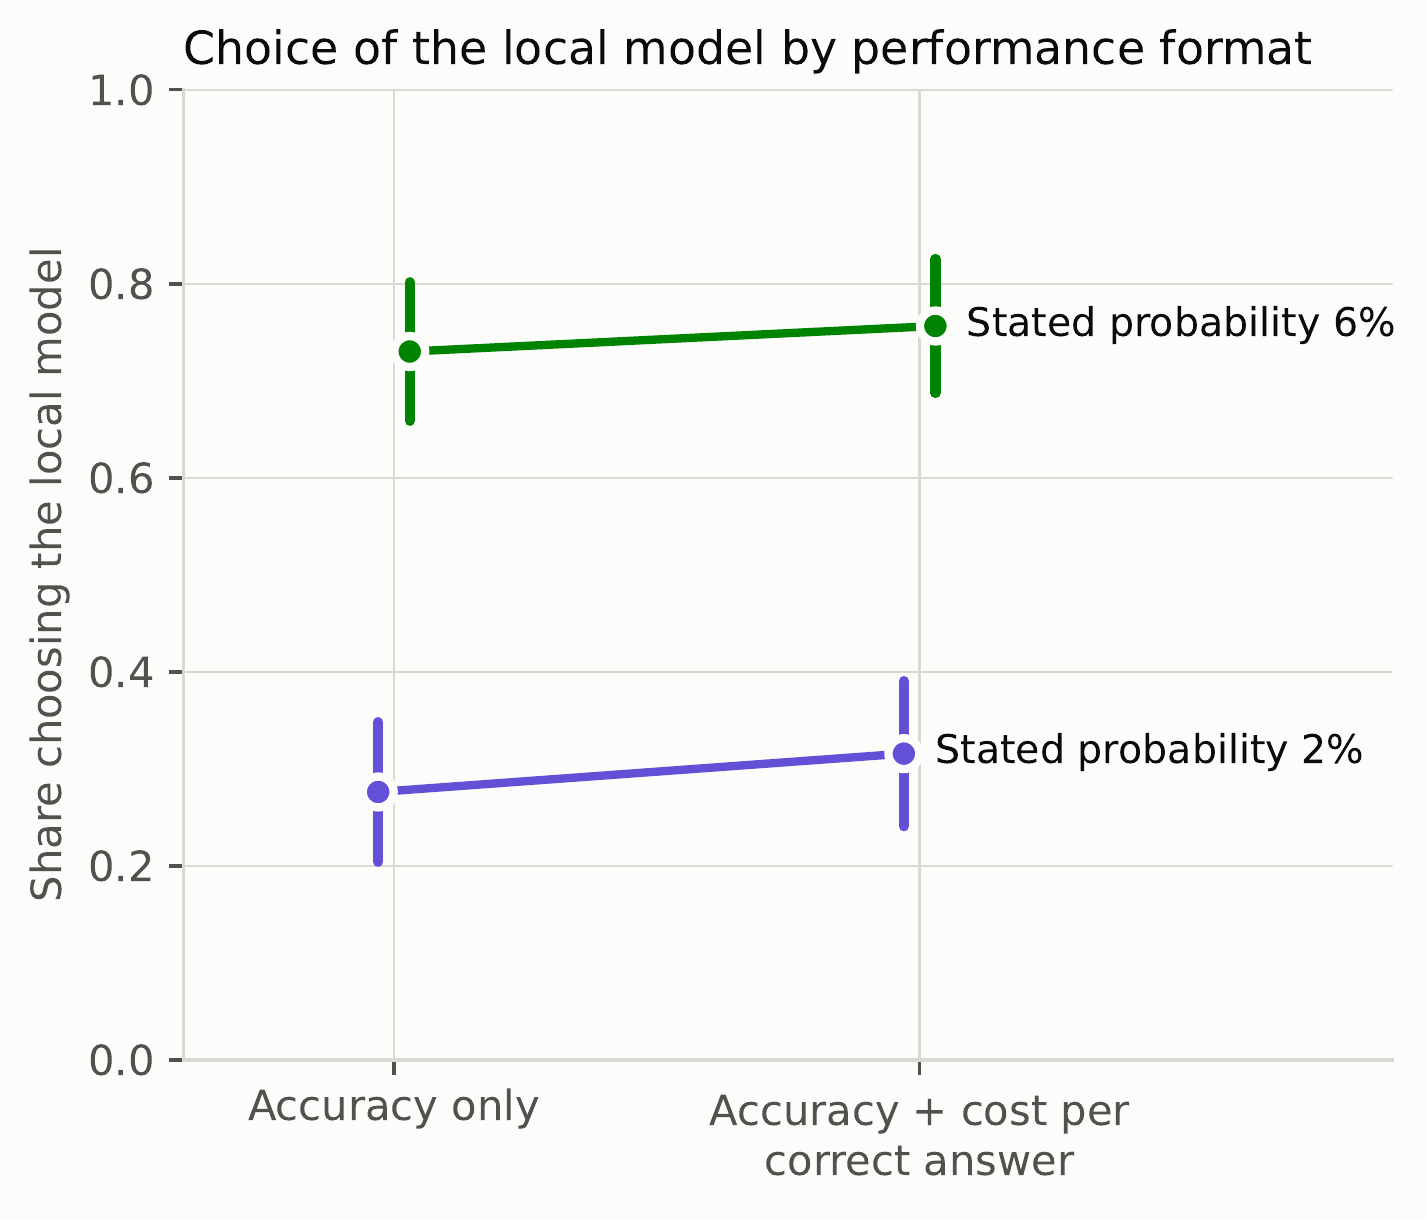 Choice of the local model by performance format
Share choosing the local model
1.0
0.8
0.6
0.4
0.2
0.0
Stated probability 6%
Stated probability 2%
Accuracy only
Accuracy + cost per
correct answer